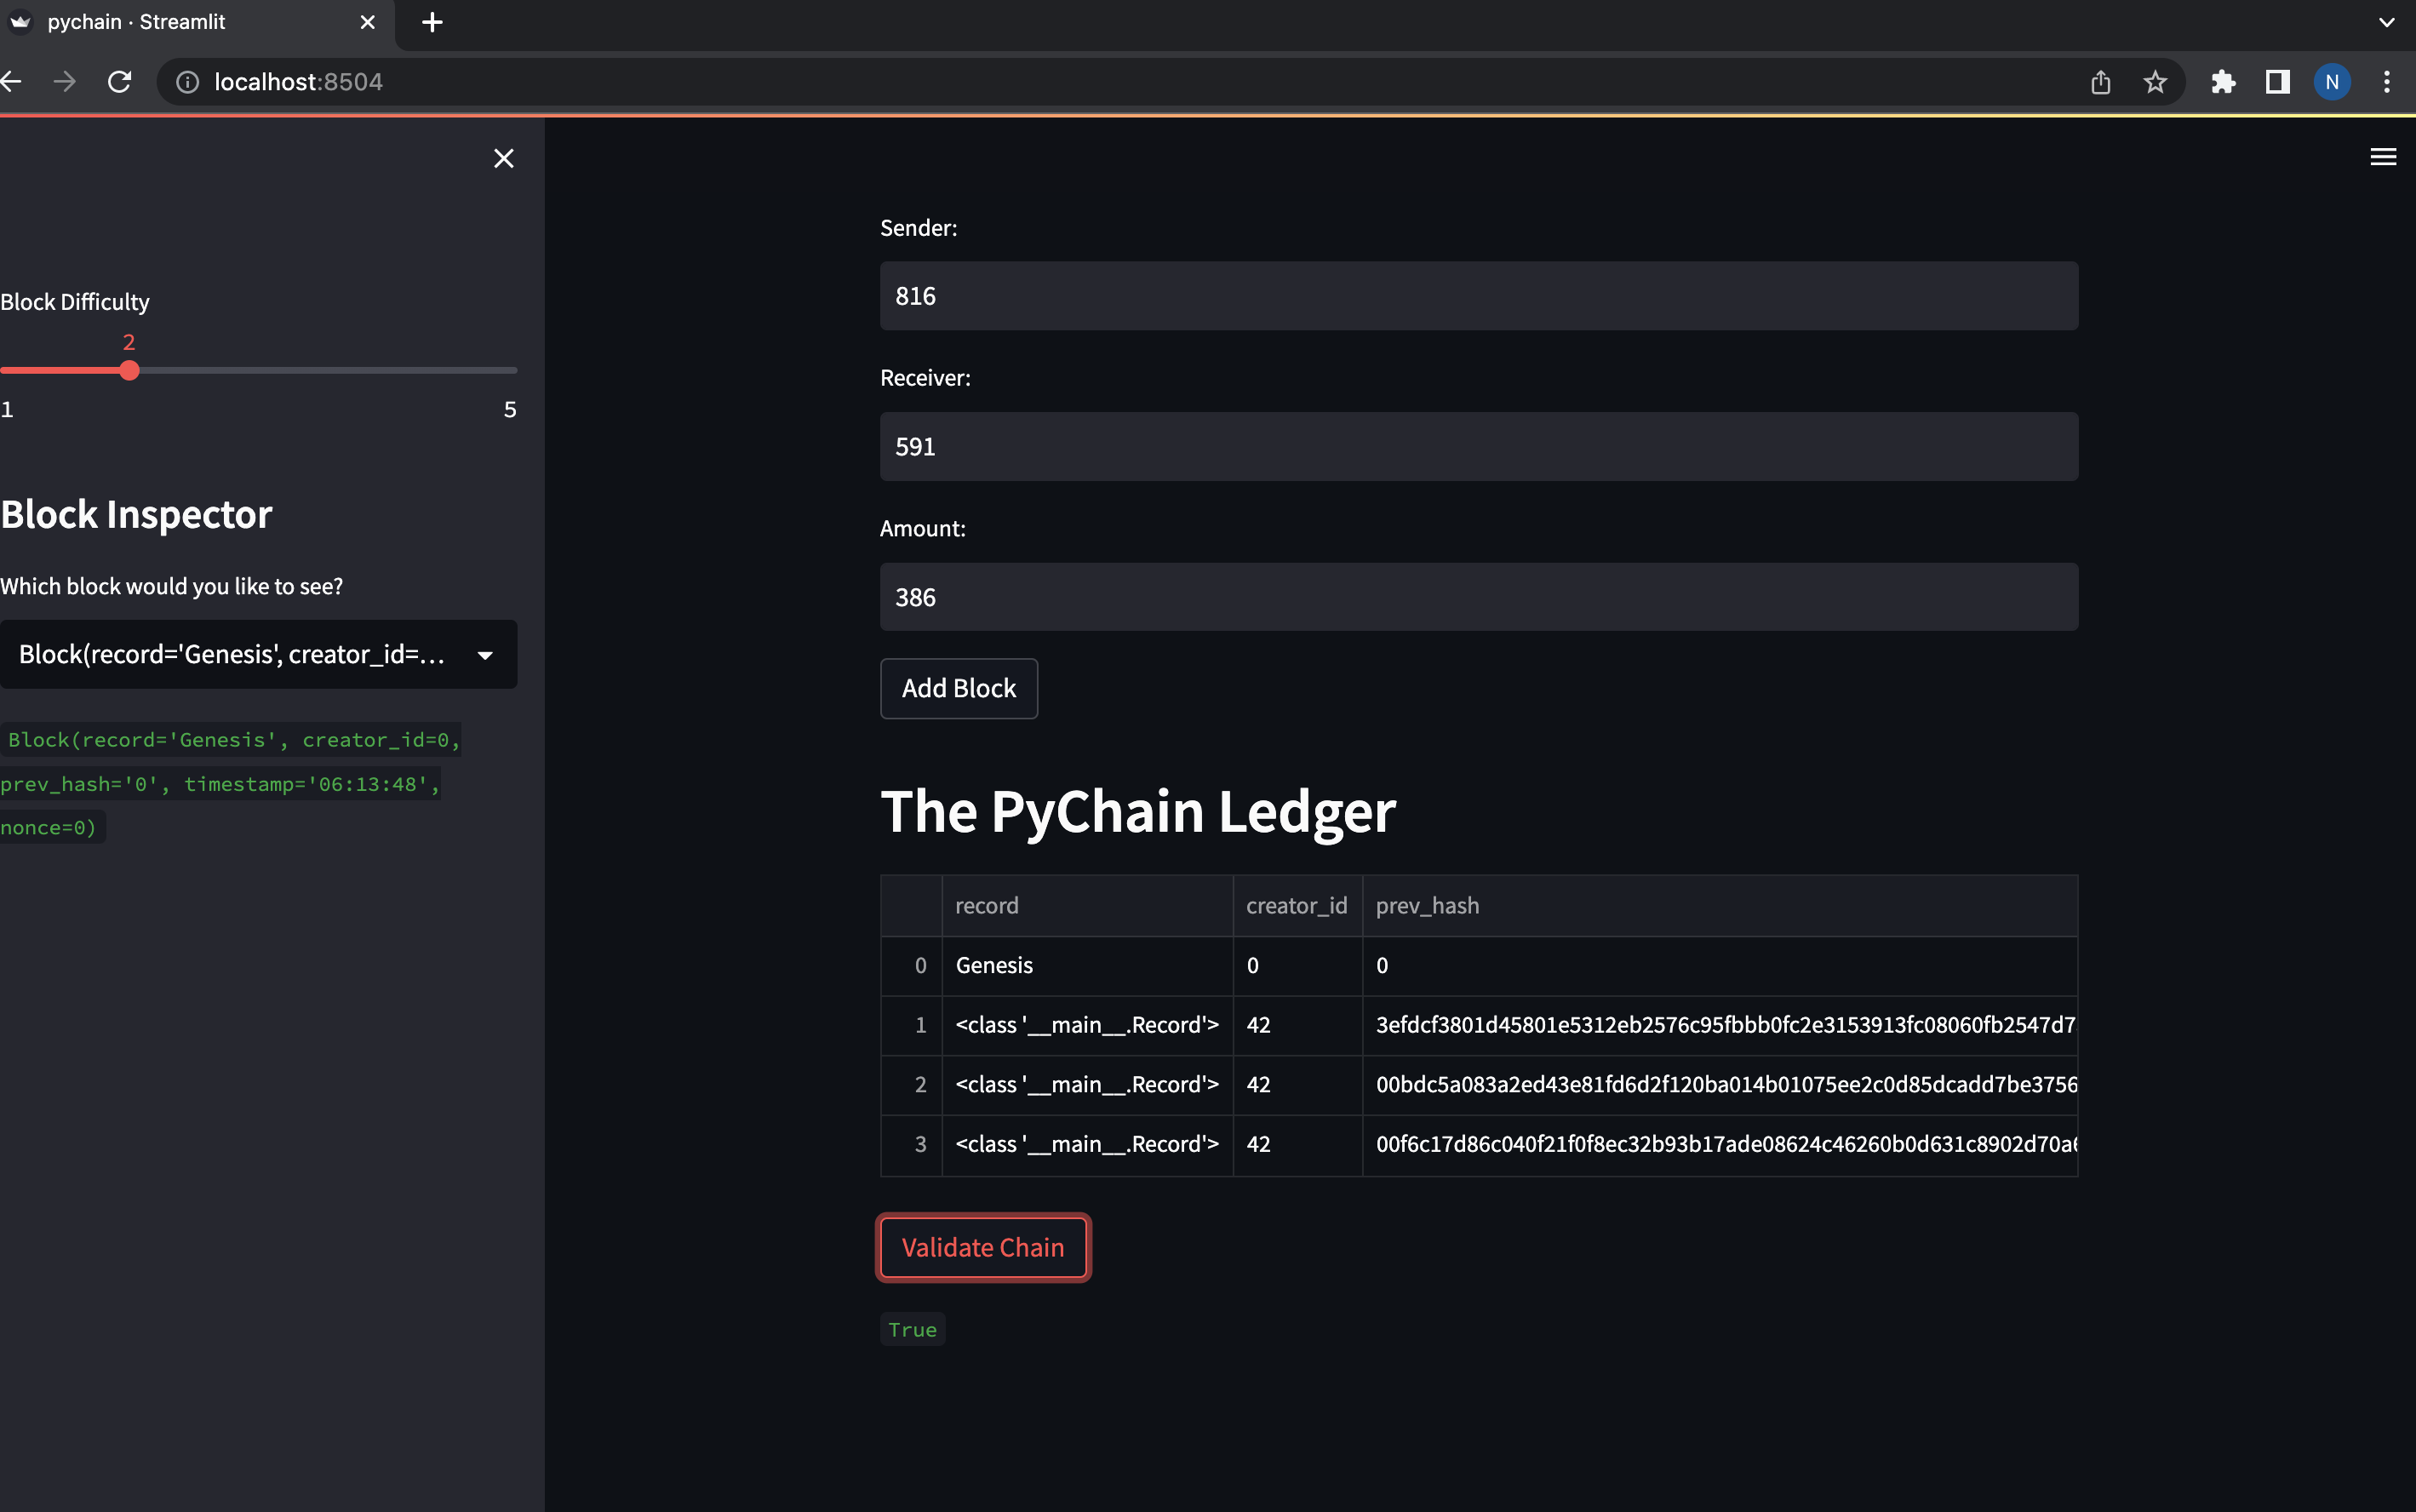 pychain · Streamlit
localhost:8504
N
Block Difficulty
2
1 5
Block Inspector
Which block would you like to see?
Block(record='Genesis', creator_id=...
Block(record='Genesis', creator_id=0,
prev_hash='0', timestamp='06:13:48',
nonce=0)
Sender:
816
Receiver:
591
Amount:
386
Add Block
The PyChain Ledger
record creator_id prev_hash
0 Genesis 0 0
1 <class '__main__.Record'> 42 3efdcf3801d45801e5312eb2576c95fbbb0fc2e3153913fc08060fb2547d7
2 <class '__main__.Record'> 42 00bdc5a083a2ed43e81fd6d2f120ba014b01075ee2c0d85dcadd7be3756
3 <class '__main__.Record'> 42 00f6c17d86c040f21f0f8ec32b93b17ade08624c46260b0d631c8902d70a6
Validate Chain
True